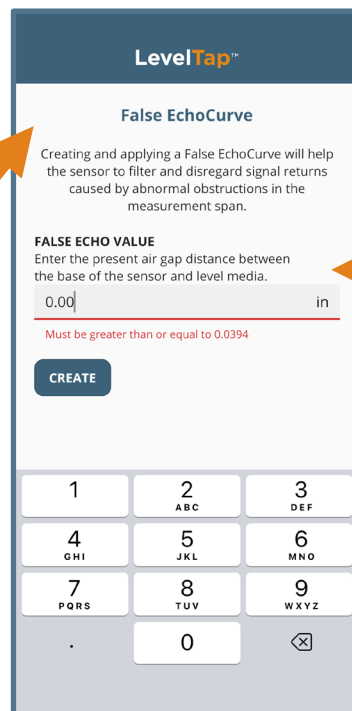 LevelTap™
False EchoCurve
Creating and applying a False EchoCurve will help
the sensor to filter and disregard signal returns
caused by abnormal obstructions in the
measurement span.
FALSE ECHO VALUE
Enter the present air gap distance between
the base of the sensor and level media.
0.00 in
Must be greater than or equal to 0.0394
CREATE
1 2 3
ABC DEF
4 5 6
GHI JKL MNO
7 8 9
PQRS TUV WXYZ
. 0